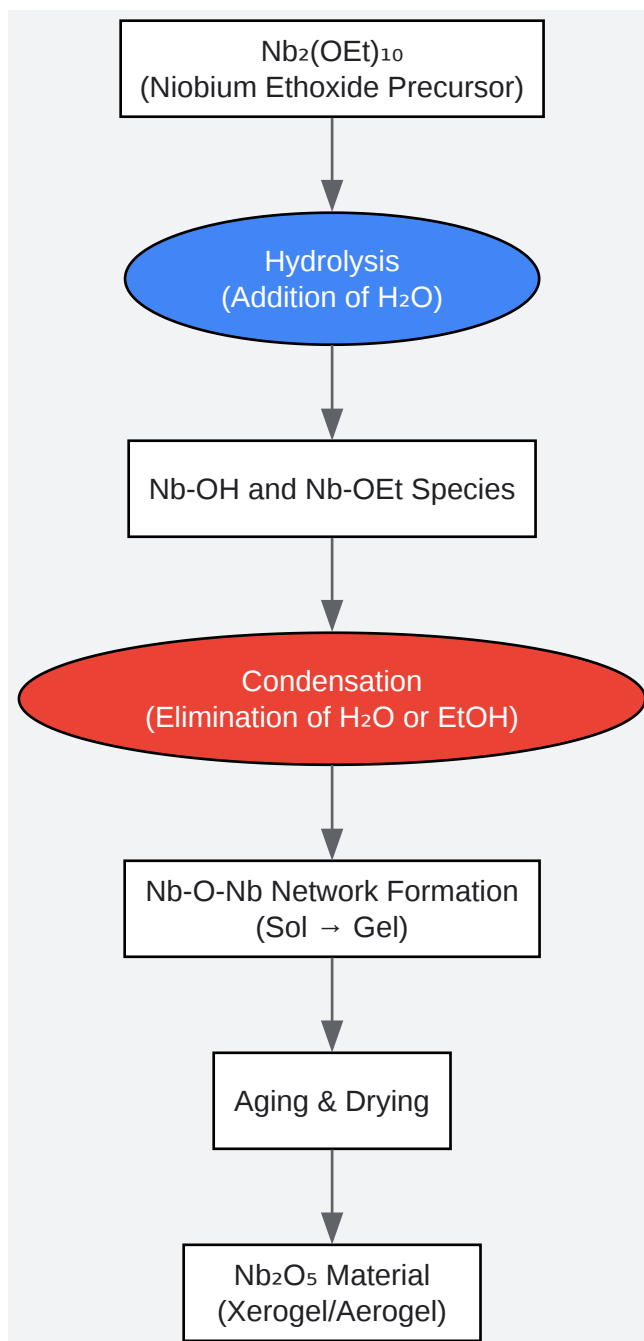 Nb₂(OEt)₁₀
(Niobium Ethoxide Precursor)
Hydrolysis
(Addition of H₂O)
Nb-OH and Nb-OEt Species
Condensation
(Elimination of H₂O or EtOH)
Nb-O-Nb Network Formation
(Sol → Gel)
Aging & Drying
Nb₂O₅ Material
(Xerogel/Aerogel)